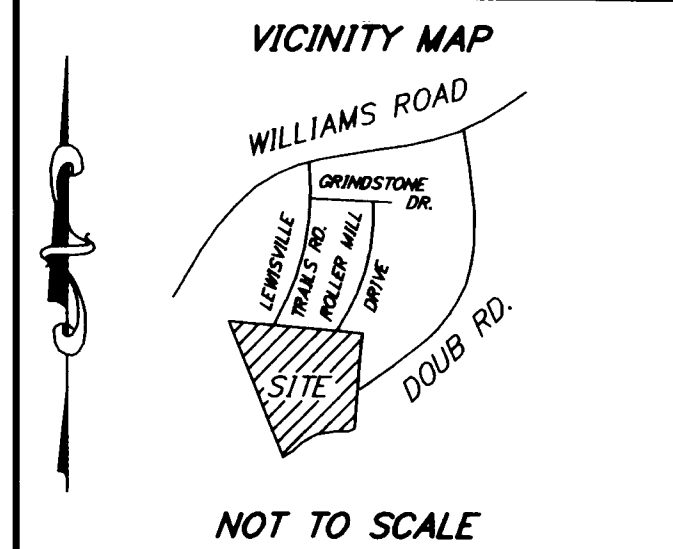 VICINITY MAP
WILLIAMS ROAD
GRINDSTONE
DR.
LEWISVILLE
TRAILS RD.
ROLLER MILL
DRIVE
DOUB RD.
SITE
NOT TO SCALE